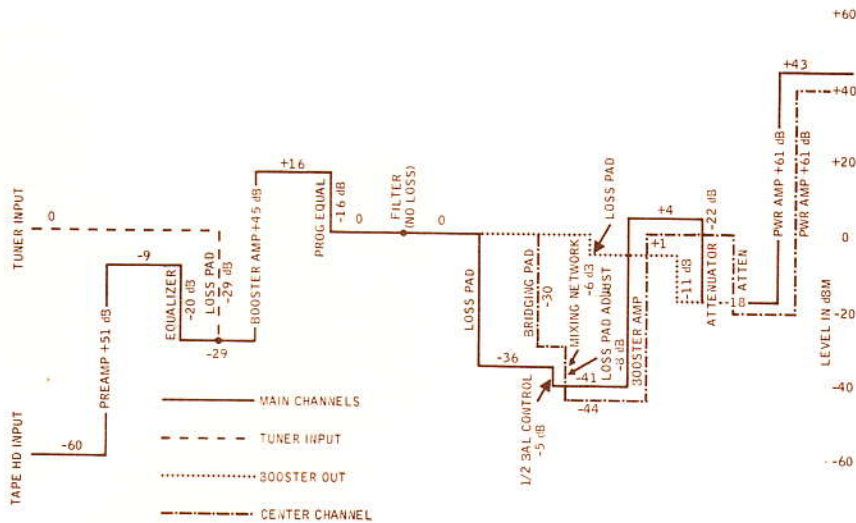 TUNER INPUT
0
TAPE HD INPUT
-60
PREAMP +51 dB
-9
EQUALIZER
-20 dB
LOSS PAD
-29 dB
-29
BOOSTER AMP +45 dB
+16
PROG EQUAL
-16 dB
0
FILTER
(NO LOSS)
0
LOSS PAD
-36
1/2 BAL CONTROL
-5 dB
BRIDGING PAD
-30
MIXING NETWORK
-6 dB
LOSS PAD
LOSS PAD ADJUST
-8 dB
-41
-44
BOOSTER AMP
+4
+1
-11 dB
ATTENUATOR
-22 dB
ATTEN
-18
PWR AMP +61 dB
+43
PWR AMP +61 dB
LEVEL IN dBM
+60
+40
+20
0
-20
-40
-60
MAIN CHANNELS
TUNER INPUT
BOOSTER OUT
CENTER CHANNEL